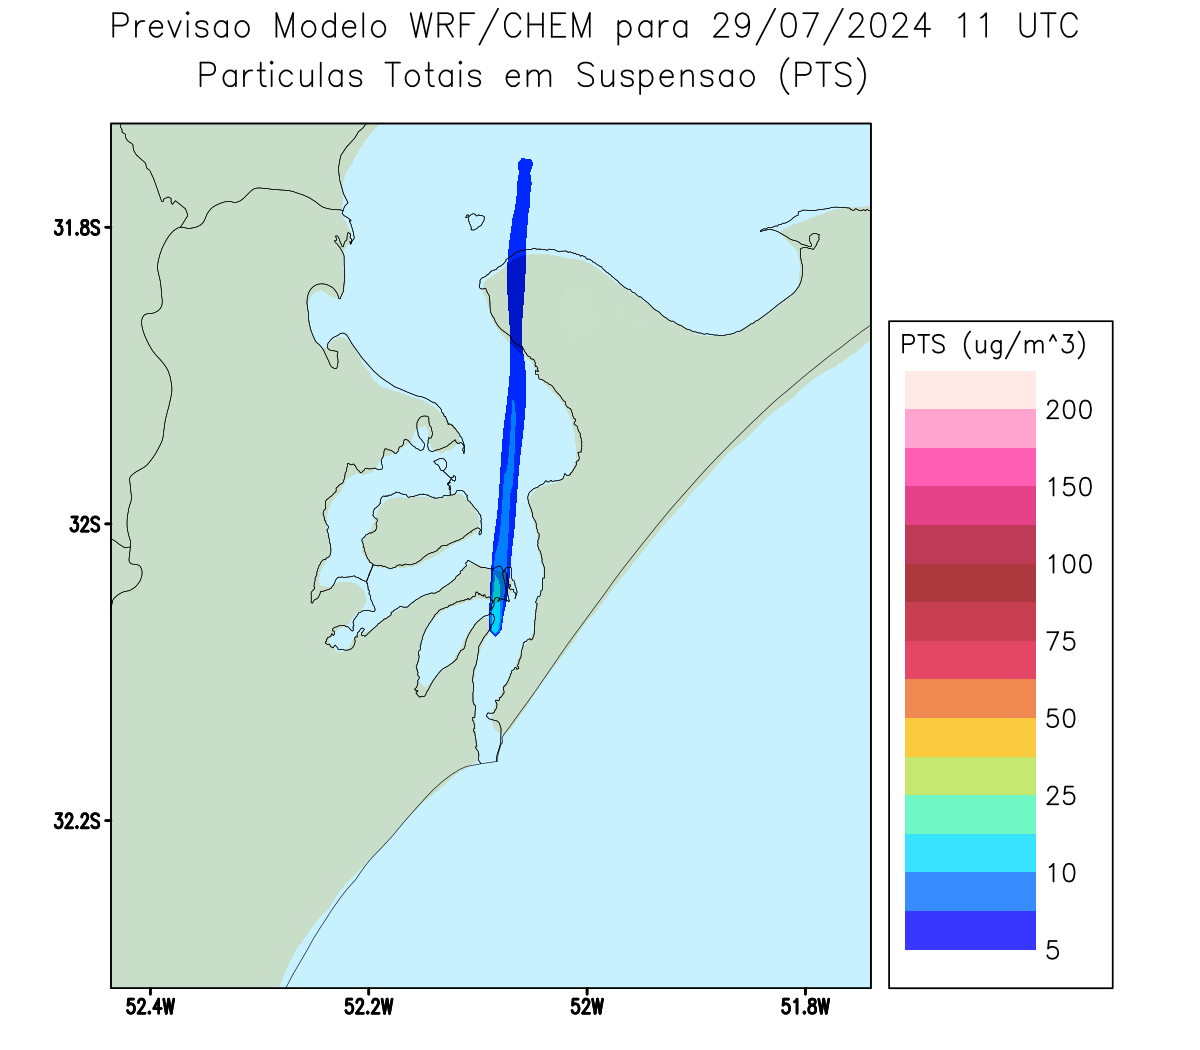 Previsao Modelo WRF/CHEM para 29/07/2024 11 UTC
Particulas Totais em Suspensao (PTS)
31.8S
32S
32.2S
52.4W
52.2W
52W
51.8W
PTS (ug/m^3)
200
150
100
75
50
25
10
5